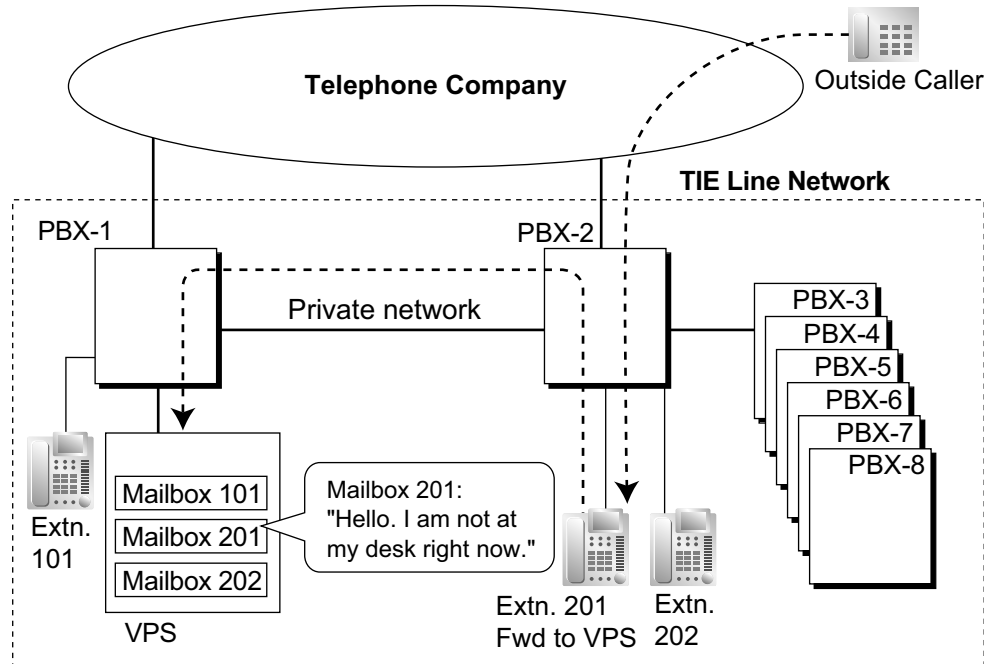 Telephone Company
Outside Caller
TIE Line Network
PBX-1
PBX-2
Private network
PBX-3
PBX-4
PBX-5
PBX-6
PBX-7
PBX-8
Extn.
101
Mailbox 101
Mailbox 201
Mailbox 202
VPS
Mailbox 201:
"Hello. I am not at
my desk right now."
Extn. 201
Fwd to VPS
Extn.
202